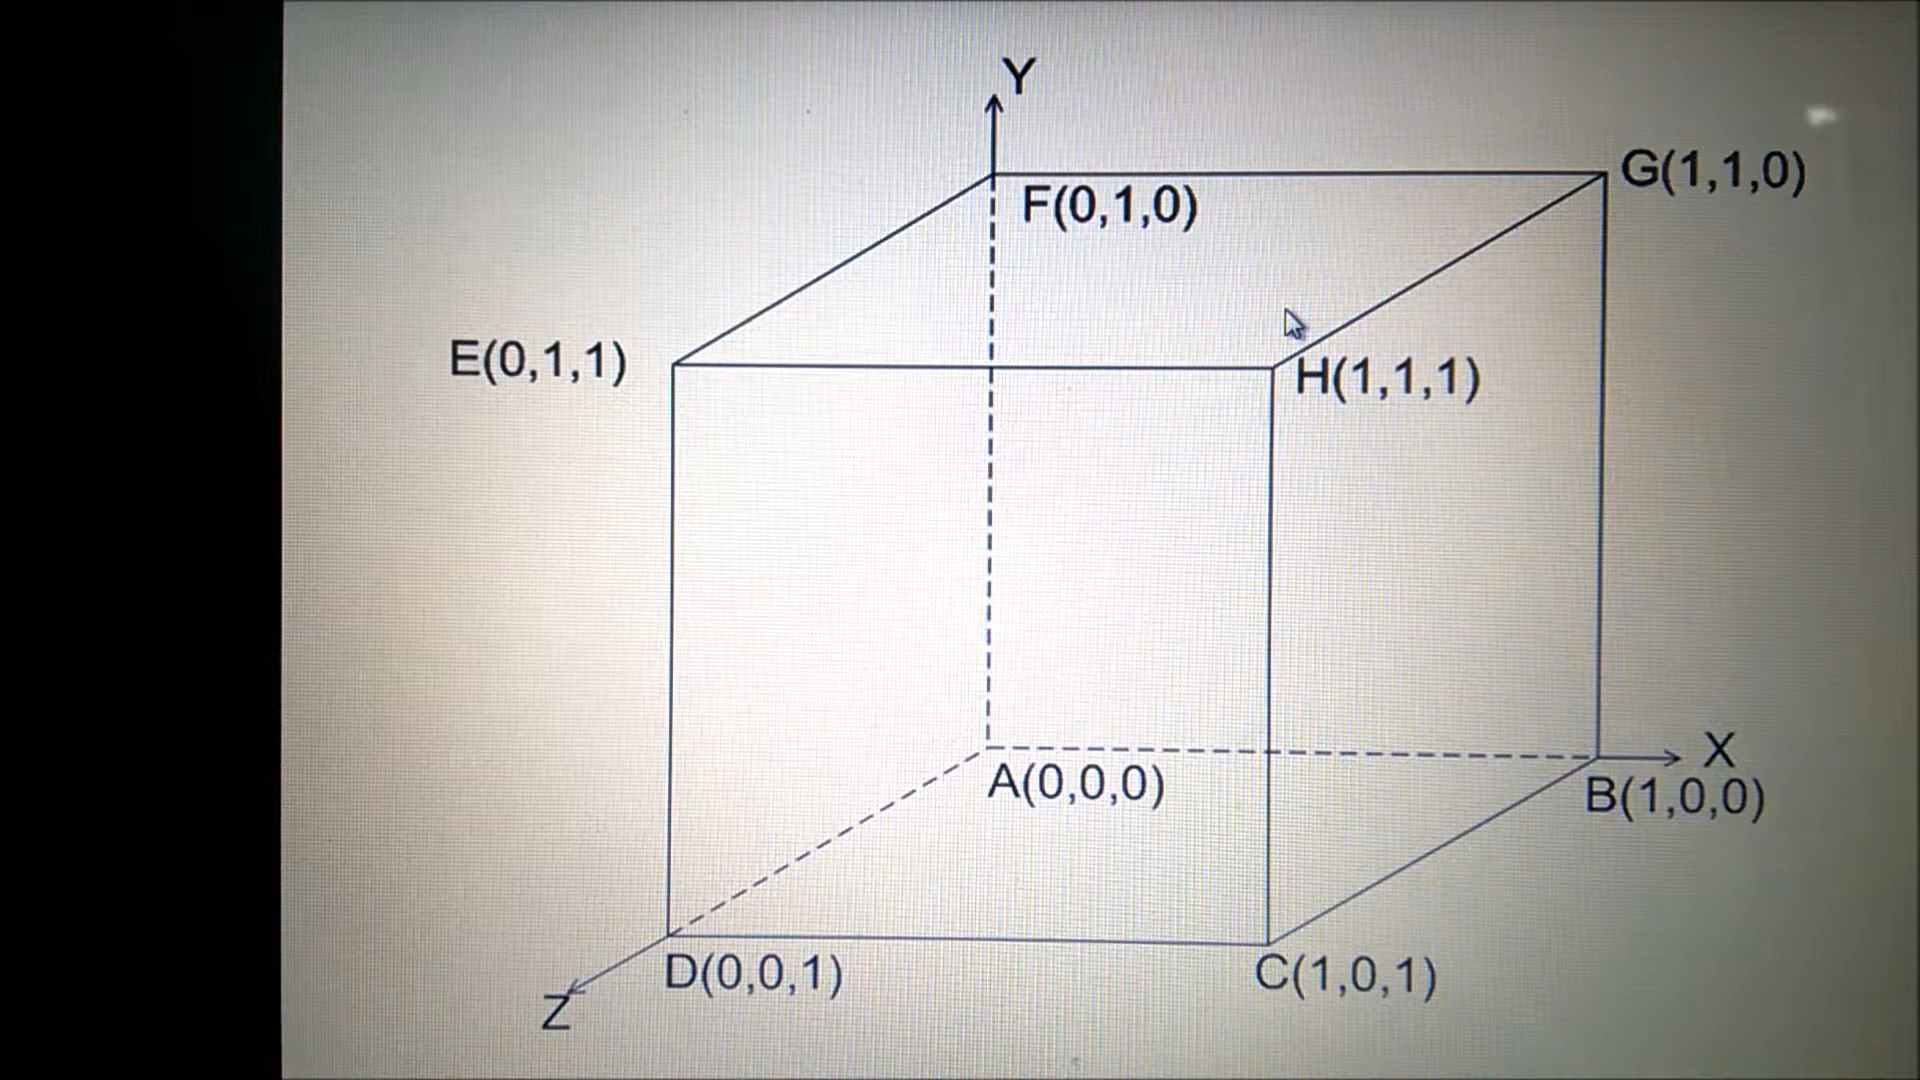 Y
G(1,1,0)
F(0,1,0)
E(0,1,1)
H(1,1,1)
X
A(0,0,0)
B(1,0,0)
D(0,0,1)
C(1,0,1)
Z